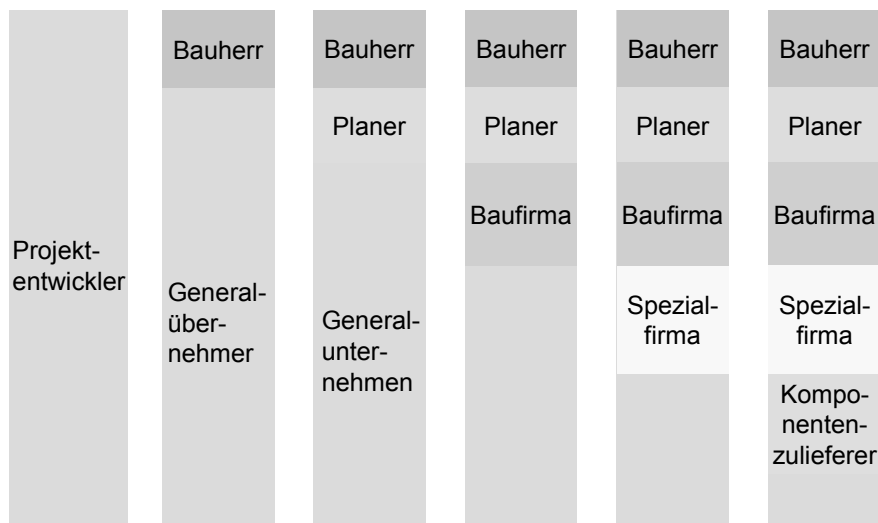 Projekt-
entwickler
Bauherr
General-
über-
nehmer
Bauherr
Planer
General-
unter-
nehmen
Bauherr
Planer
Baufirma
Bauherr
Planer
Baufirma
Spezial-
firma
Bauherr
Planer
Baufirma
Spezial-
firma
Kompo-
nenten-
zulieferer